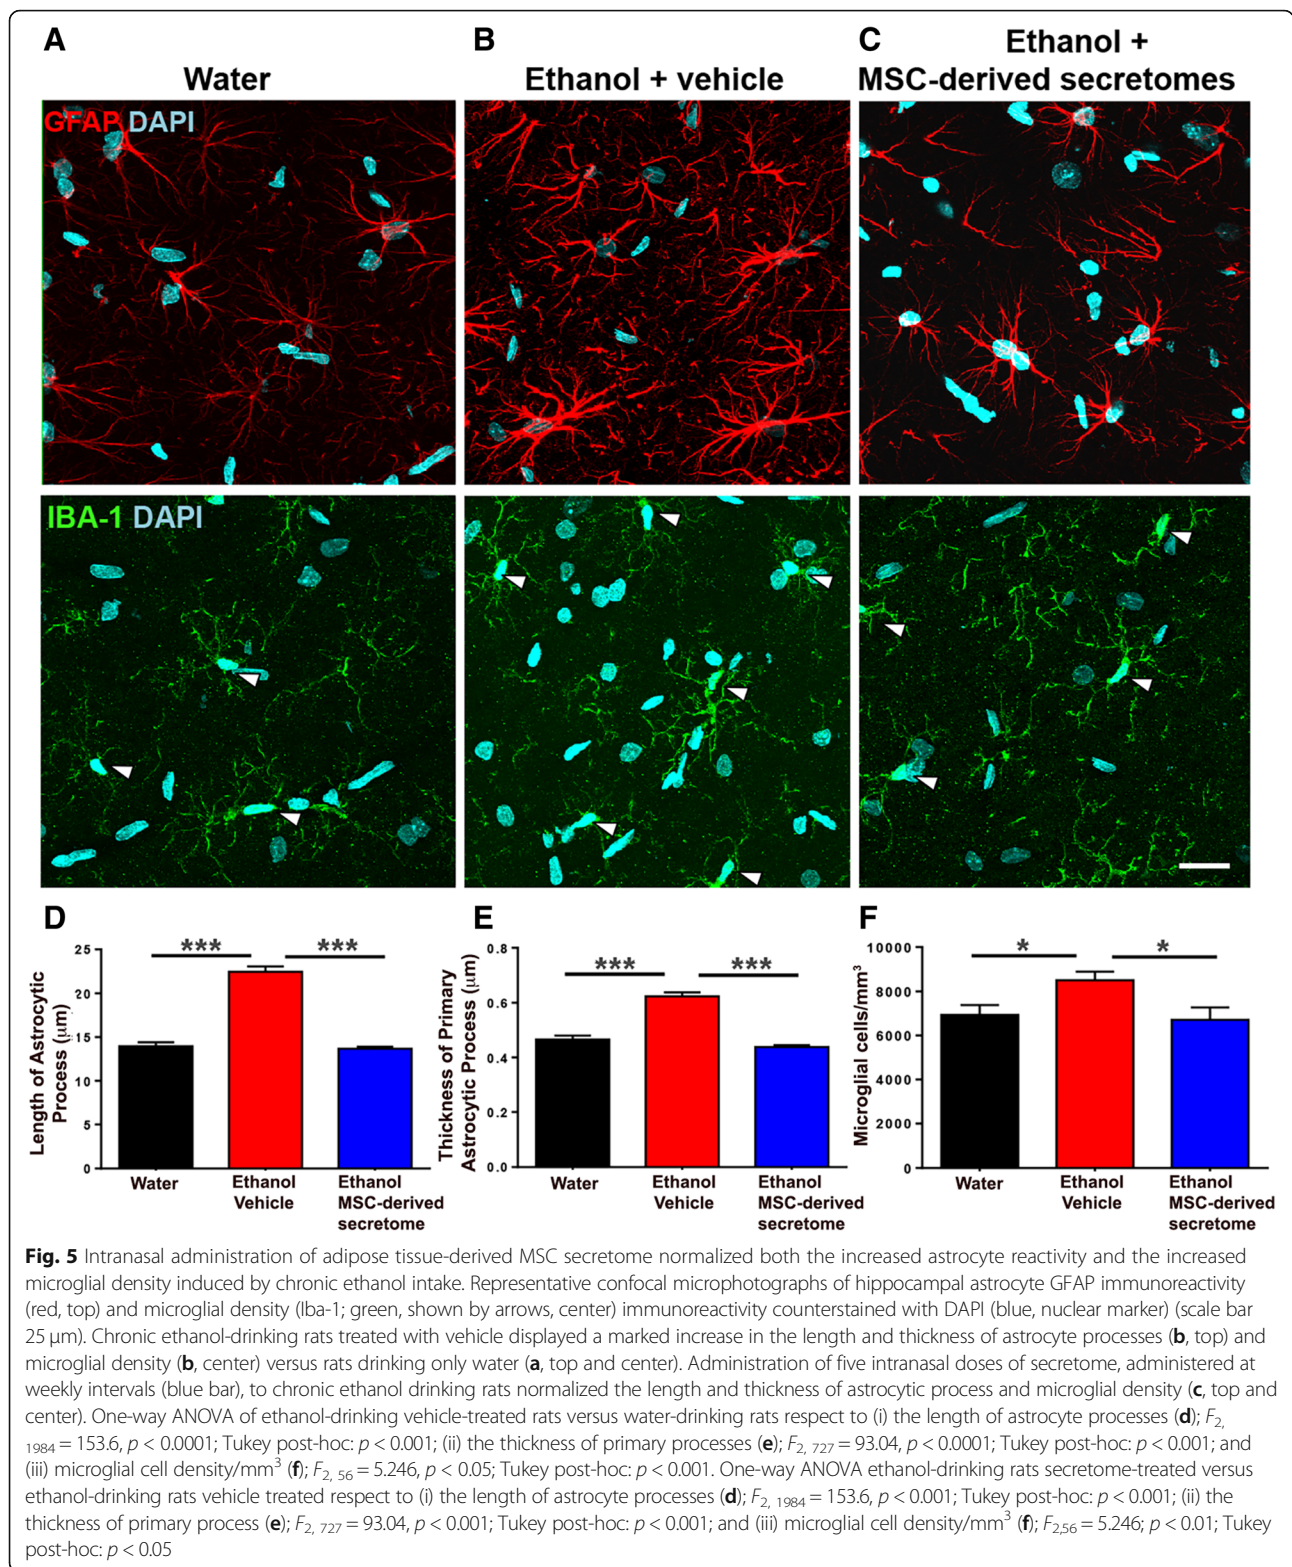 A
Water
B
Ethanol + vehicle
C
Ethanol +
MSC-derived secretomes
GFAP DAPI
IBA-1 DAPI
D
Length of Astrocytic
Process (µm)
25
20
15
10
5
0
***
***
Water
Ethanol
Vehicle
Ethanol
MSC-derived
secretome
E
Thickness of Primary
Astrocytic Process (µm)
0.8
0.6
0.4
0.2
0.0
***
***
Water
Ethanol
Vehicle
Ethanol
MSC-derived
secretome
F
Microglial cells/mm³
10000
8000
6000
4000
2000
0
*
*
Water
Ethanol
Vehicle
Ethanol
MSC-derived
secretome
Fig. 5 Intranasal administration of adipose tissue-derived MSC secretome normalized both the increased astrocyte reactivity and the increased
microglial density induced by chronic ethanol intake. Representative confocal microphotographs of hippocampal astrocyte GFAP immunoreactivity
(red, top) and microglial density (Iba-1; green, shown by arrows, center) immunoreactivity counterstained with DAPI (blue, nuclear marker) (scale bar
25 µm). Chronic ethanol-drinking rats treated with vehicle displayed a marked increase in the length and thickness of astrocyte processes (b, top) and
microglial density (b, center) versus rats drinking only water (a, top and center). Administration of five intranasal doses of secretome, administered at
weekly intervals (blue bar), to chronic ethanol drinking rats normalized the length and thickness of astrocytic process and microglial density (c, top and
center). One-way ANOVA of ethanol-drinking vehicle-treated rats versus water-drinking rats respect to (i) the length of astrocyte processes (d); F2,
1984 = 153.6, p < 0.0001; Tukey post-hoc: p < 0.001; (ii) the thickness of primary processes (e); F2, 727 = 93.04, p < 0.0001; Tukey post-hoc: p < 0.001; and
(iii) microglial cell density/mm³ (f); F2, 56 = 5.246, p < 0.05; Tukey post-hoc: p < 0.001. One-way ANOVA ethanol-drinking rats secretome-treated versus
ethanol-drinking rats vehicle treated respect to (i) the length of astrocyte processes (d); F2, 1984 = 153.6, p < 0.001; Tukey post-hoc: p < 0.001; (ii) the
thickness of primary process (e); F2, 727 = 93.04, p < 0.001; Tukey post-hoc: p < 0.001; and (iii) microglial cell density/mm³ (f); F2,56 = 5.246; p < 0.01; Tukey
post-hoc: p < 0.05